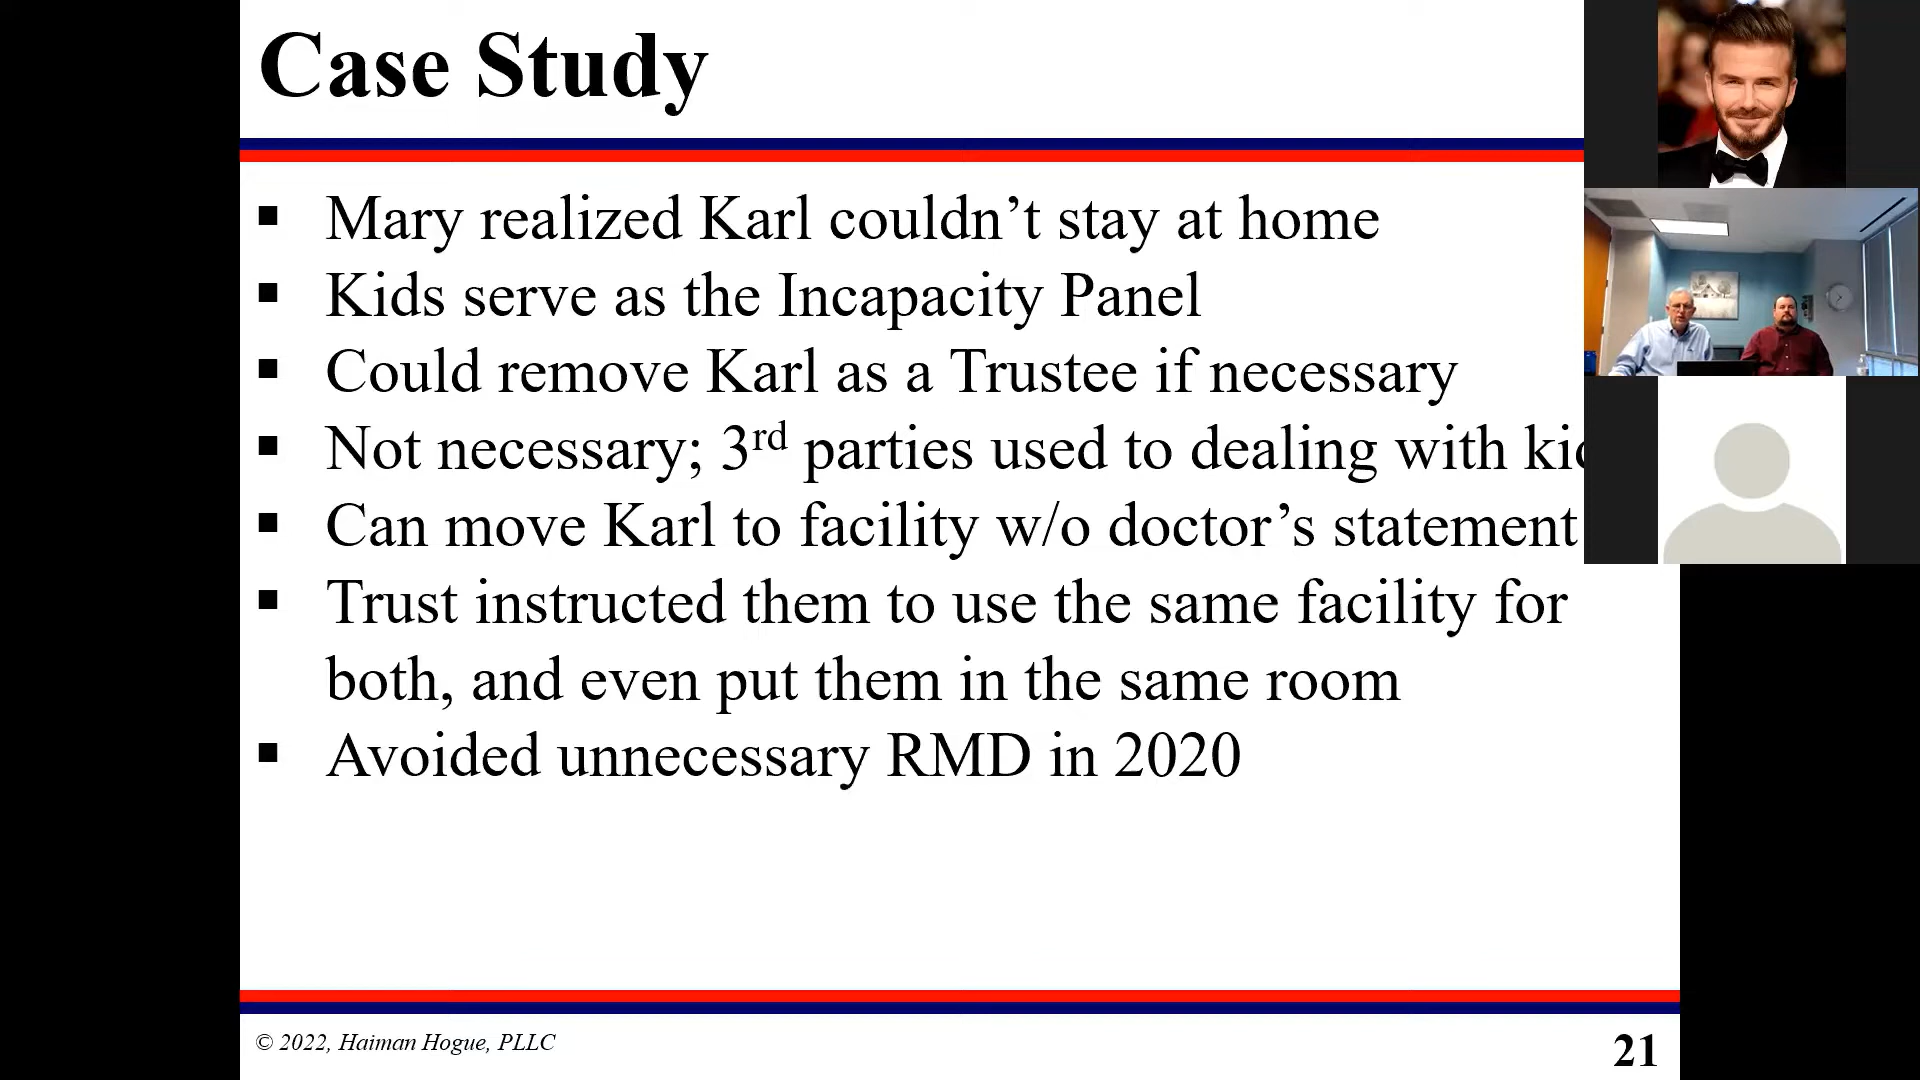 Case Study
▪ Mary realized Karl couldn’t stay at home
▪ Kids serve as the Incapacity Panel
▪ Could remove Karl as a Trustee if necessary
▪ Not necessary; 3rd parties used to dealing with
▪ Can move Karl to facility w/o doctor’s statement
▪ Trust instructed them to use the same facility for
both, and even put them in the same room
▪ Avoided unnecessary RMD in 2020
© 2022, Haiman Hogue, PLLC
21